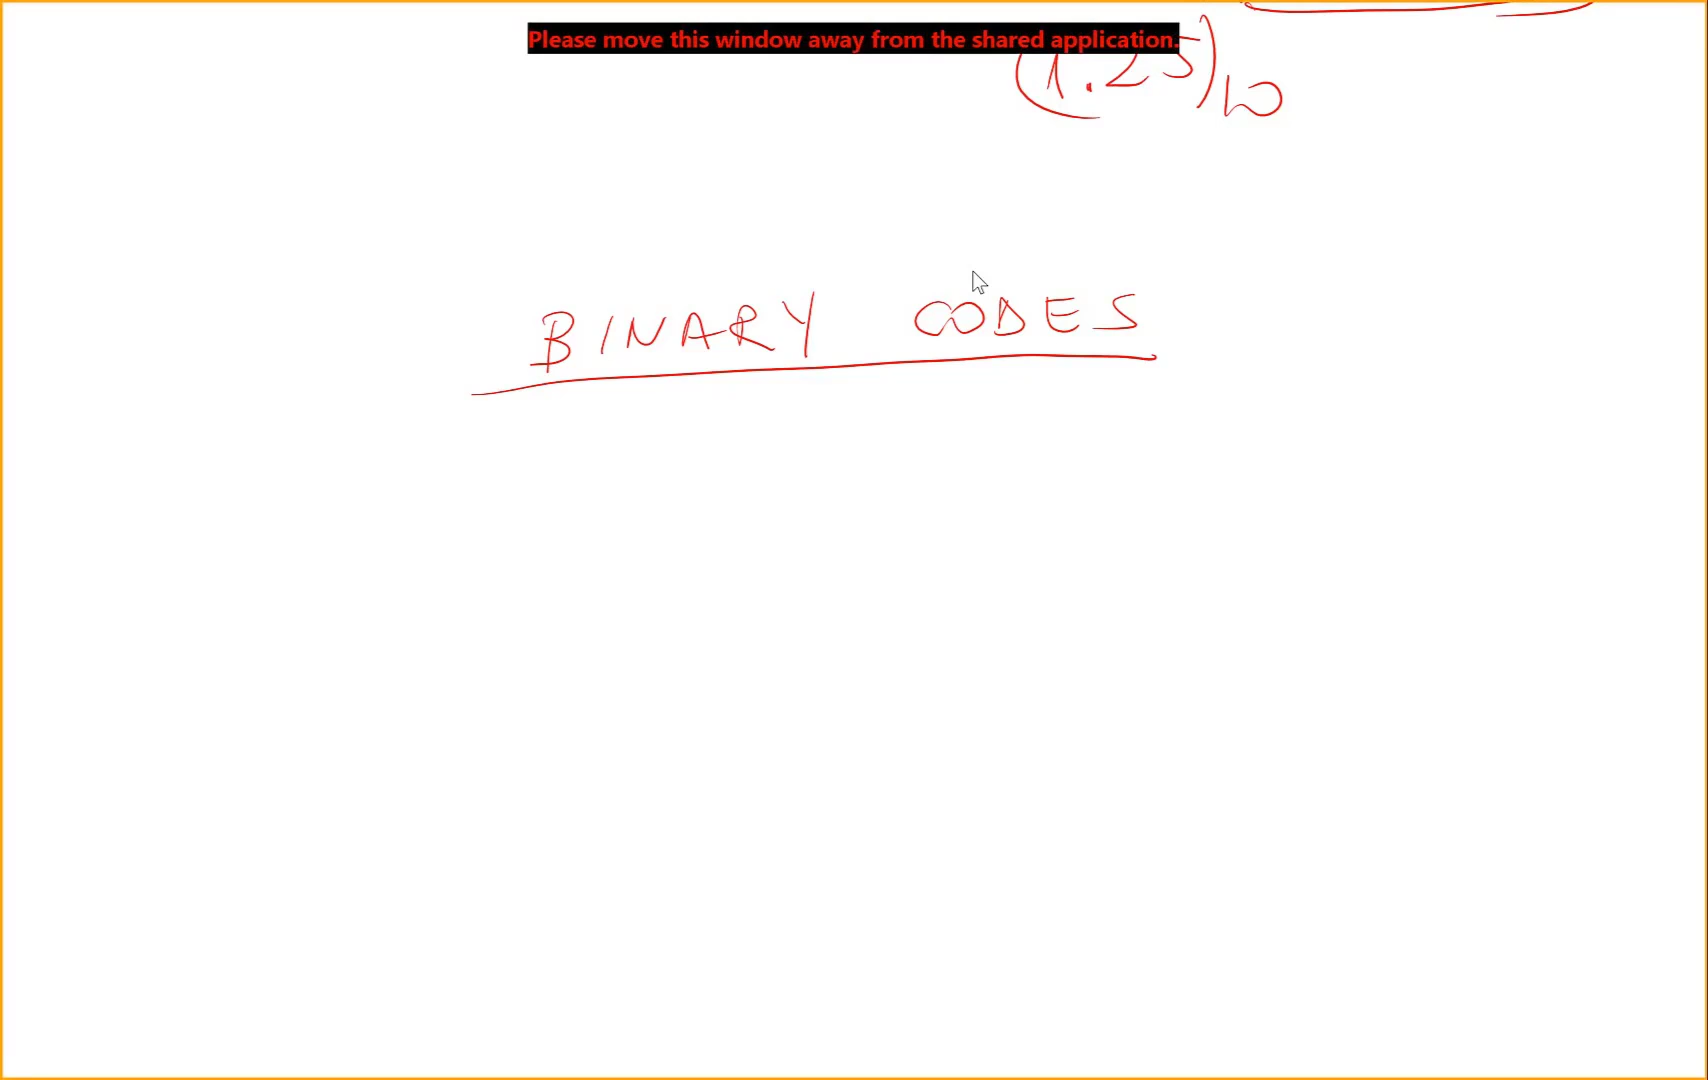 Please move this window away from the shared application.
(1.25)10
BINARY CODES